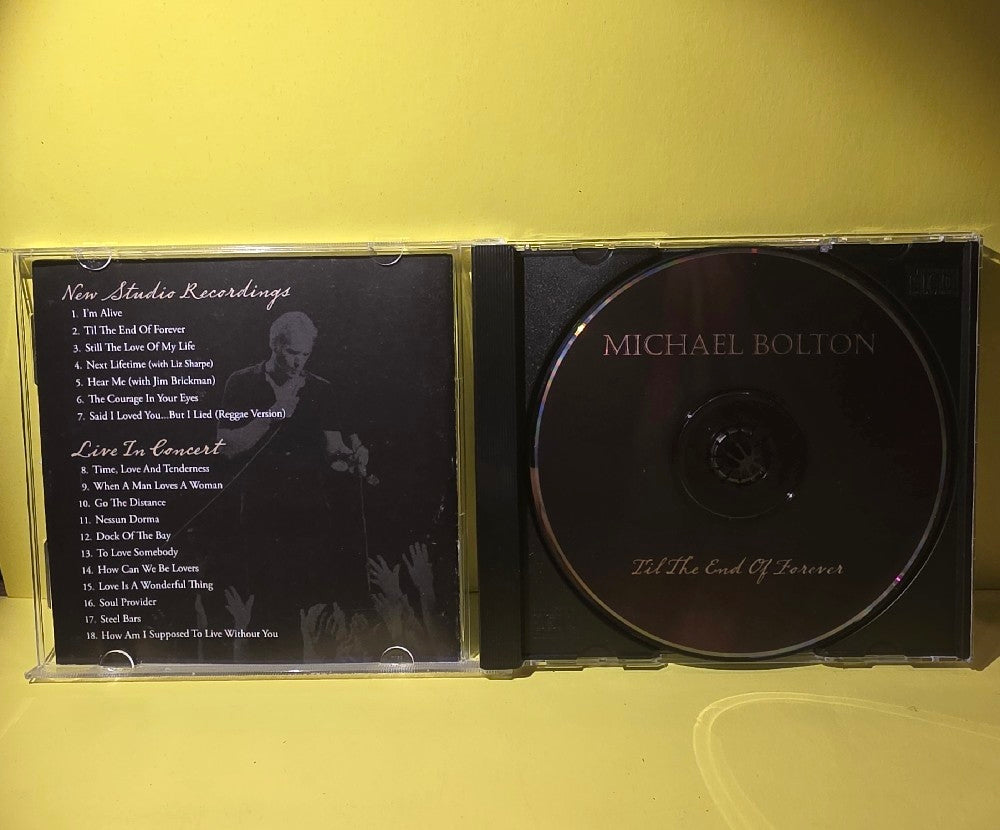 New Studio Recordings
1. I'm Alive
2. Til The End Of Forever
3. Still The Love Of My Life
4. Next Lifetime (with Liz Sharpe)
5. Hear Me (with Jim Brickman)
6. The Courage In Your Eyes
7. Said I Loved You...But I Lied (Reggae Version)
Live In Concert
8. Time, Love And Tenderness
9. When A Man Loves A Woman
10. Go The Distance
11. Nessun Dorma
12. Dock Of The Bay
13. To Love Somebody
14. How Can We Be Lovers
15. Love Is A Wonderful Thing
16. Soul Provider
17. Steel Bars
18. How Am I Supposed To Live Without You
MICHAEL BOLTON
Til The End Of Forever